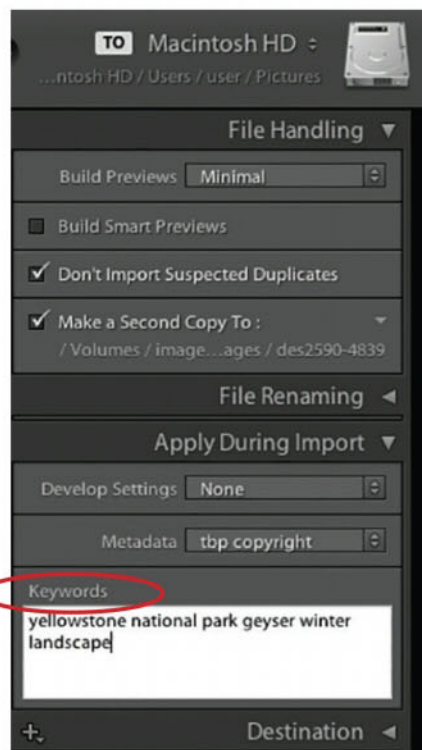 TO Macintosh HD
...ntosh HD / Users / user / Pictures
File Handling
Build Previews Minimal
Build Smart Previews
Don't Import Suspected Duplicates
Make a Second Copy To :
/ Volumes / image...ages / des2590-4839
File Renaming
Apply During Import
Develop Settings None
Metadata tbp copyright
Keywords
yellowstone national park geyser winter
landscape
Destination